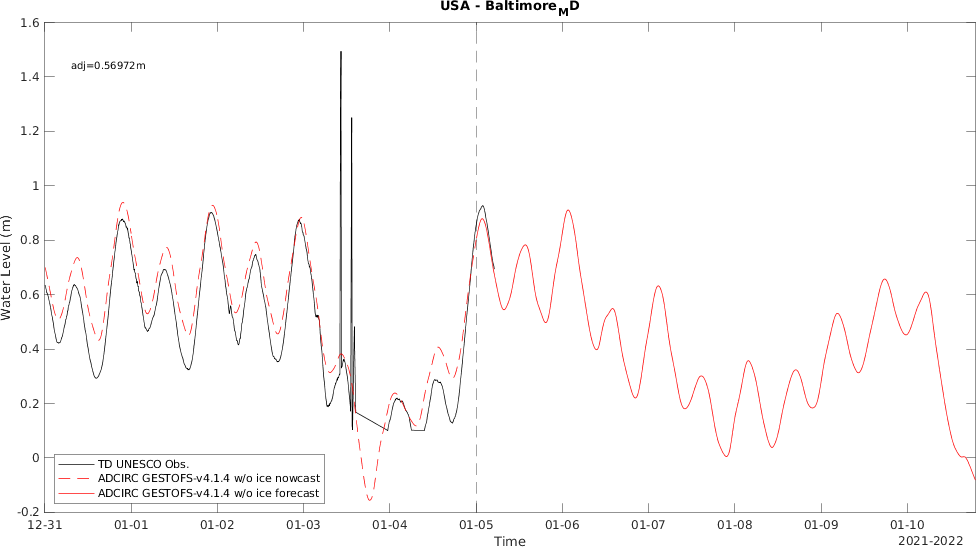 USA - Baltimore_MD
adj=0.56972m
1.6
1.4
1.2
1
0.8
0.6
0.4
0.2
0
-0.2
Water Level (m)
TD UNESCO Obs.
ADCIRC GESTOFS-v4.1.4 w/o ice nowcast
ADCIRC GESTOFS-v4.1.4 w/o ice forecast
12-31 01-01 01-02 01-03 01-04 01-05 01-06 01-07 01-08 01-09 01-10
Time
2021-2022